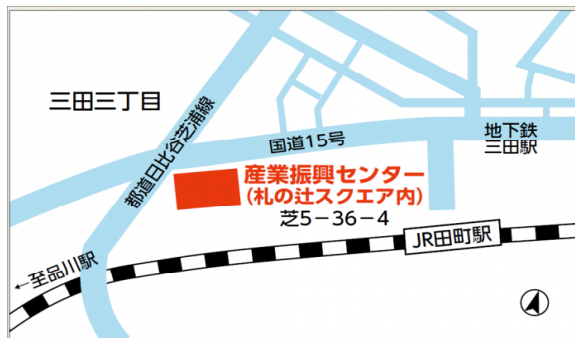 三田三丁目
都道日比谷芝浦線
国道15号
地下鉄
三田駅
産業振興センター
(札の辻スクエア内)
芝5-36-4
JR田町駅
←至品川駅